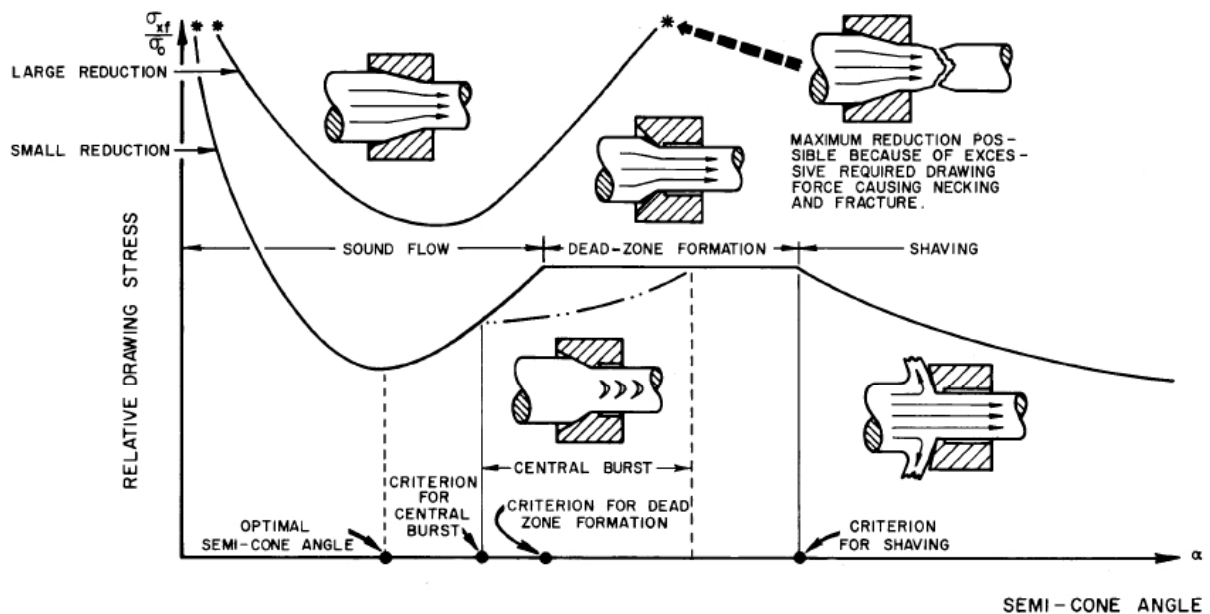 σxf
σo
LARGE REDUCTION
SMALL REDUCTION
RELATIVE DRAWING STRESS
MAXIMUM REDUCTION POS-
SIBLE BECAUSE OF EXCES-
SIVE REQUIRED DRAWING
FORCE CAUSING NECKING
AND FRACTURE.
SOUND FLOW
DEAD-ZONE FORMATION
SHAVING
CENTRAL BURST
CRITERION
FOR
CENTRAL
BURST
CRITERION FOR DEAD
ZONE FORMATION
OPTIMAL
SEMI-CONE ANGLE
CRITERION
FOR SHAVING
α
SEMI-CONE ANGLE